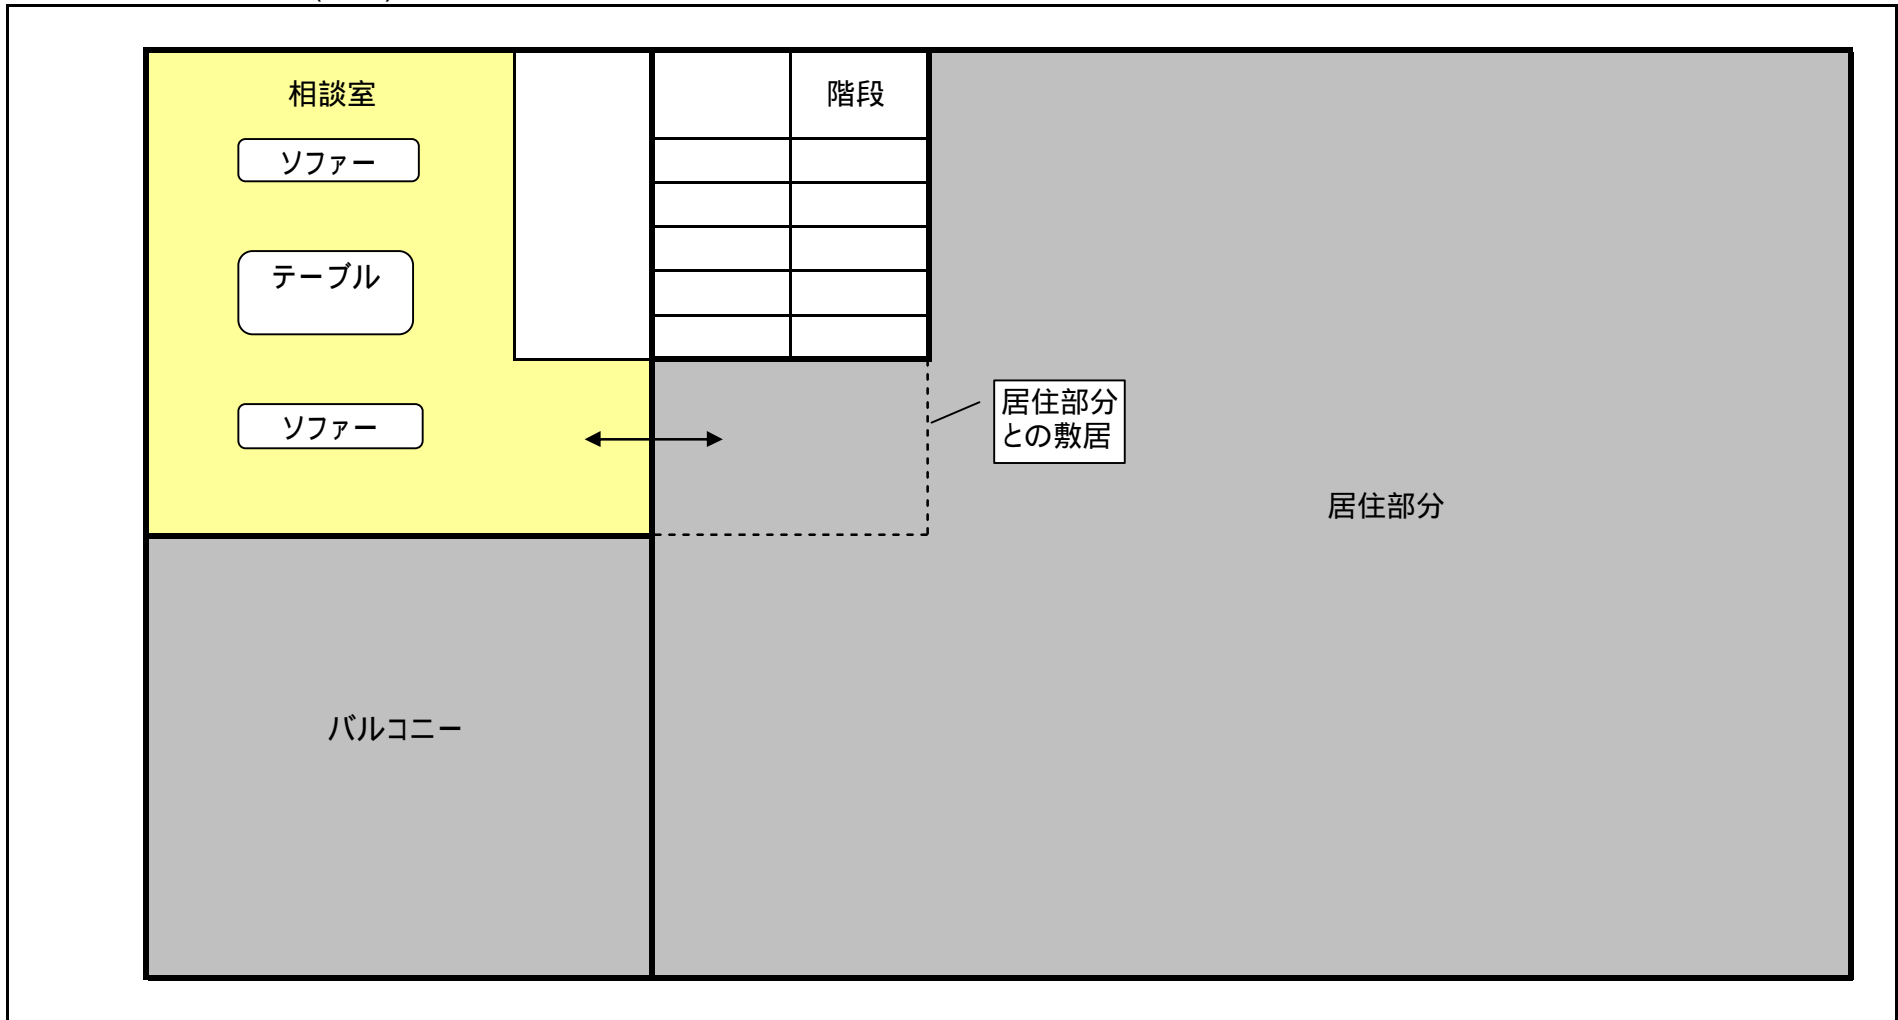 相談室
階段
ソファー
テーブル
ソファー
居住部分
との敷居
居住部分
バルコニー